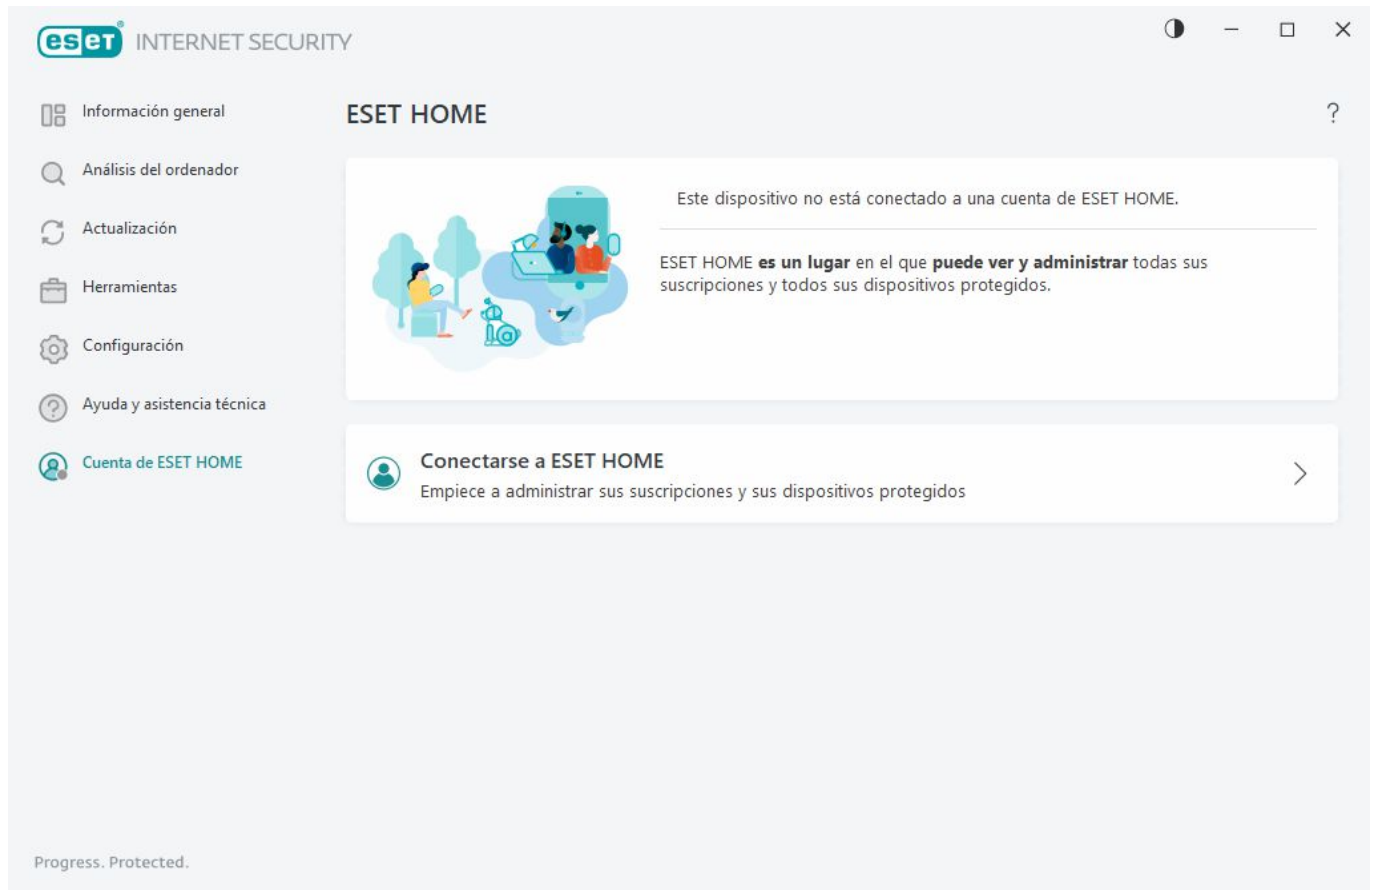 eset INTERNET SECURITY
Información general
Análisis del ordenador
Actualización
Herramientas
Configuración
Ayuda y asistencia técnica
Cuenta de ESET HOME
ESET HOME
?
Este dispositivo no está conectado a una cuenta de ESET HOME.
ESET HOME es un lugar en el que puede ver y administrar todas sus
suscripciones y todos sus dispositivos protegidos.
Conectarse a ESET HOME
Empiece a administrar sus suscripciones y sus dispositivos protegidos
Progress. Protected.